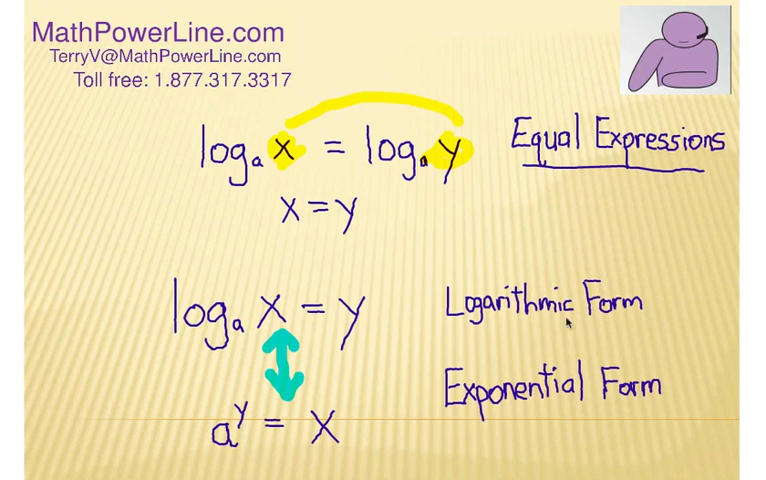 MathPowerLine.com
TerryV@MathPowerLine.com
Toll free: 1.877.317.3317
logₐ x = logₐ y Equal Expressions
x = y
logₐ x = y Logarithmic Form
aʸ = x Exponential Form